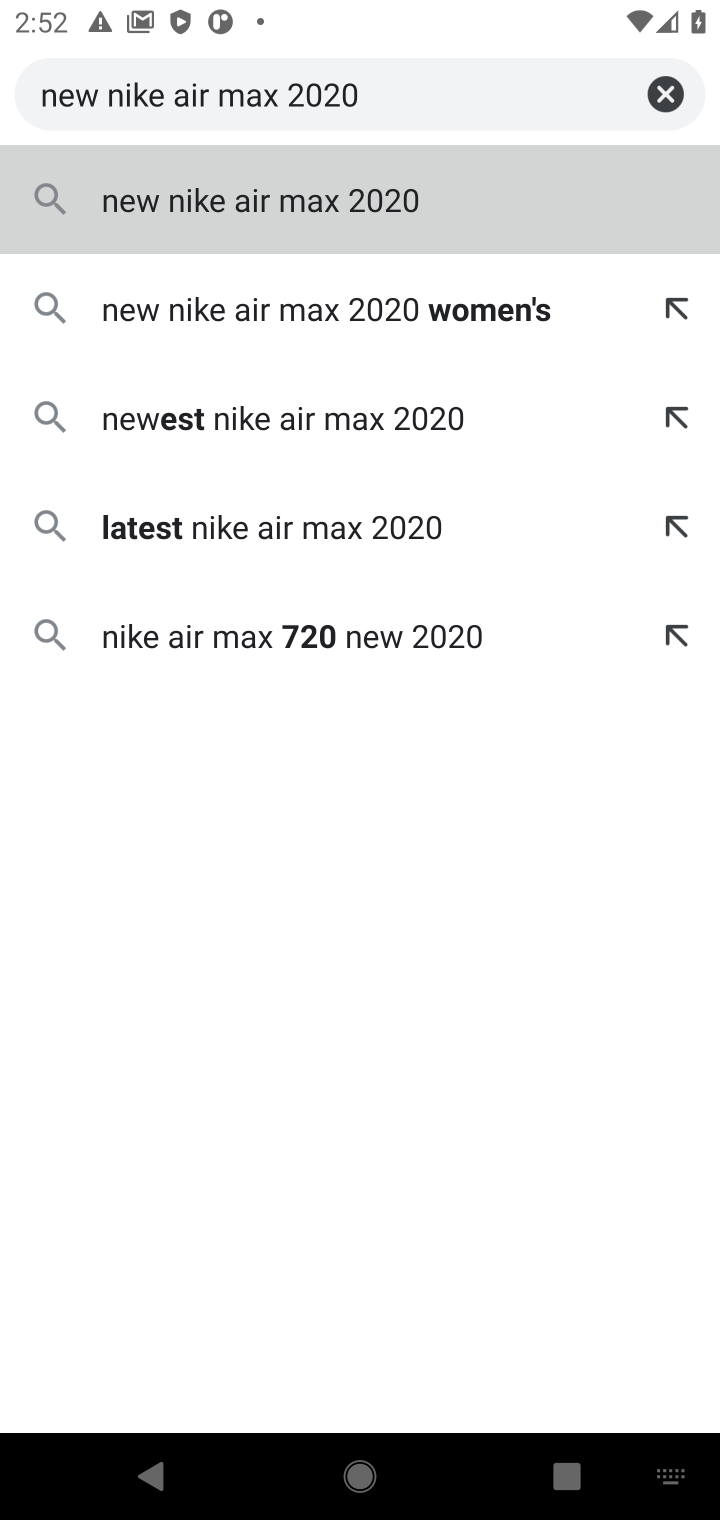 2:52
new nike air max 2020
new nike air max 2020
new nike air max 2020 women's
newest nike air max 2020
latest nike air max 2020
nike air max 720 new 2020